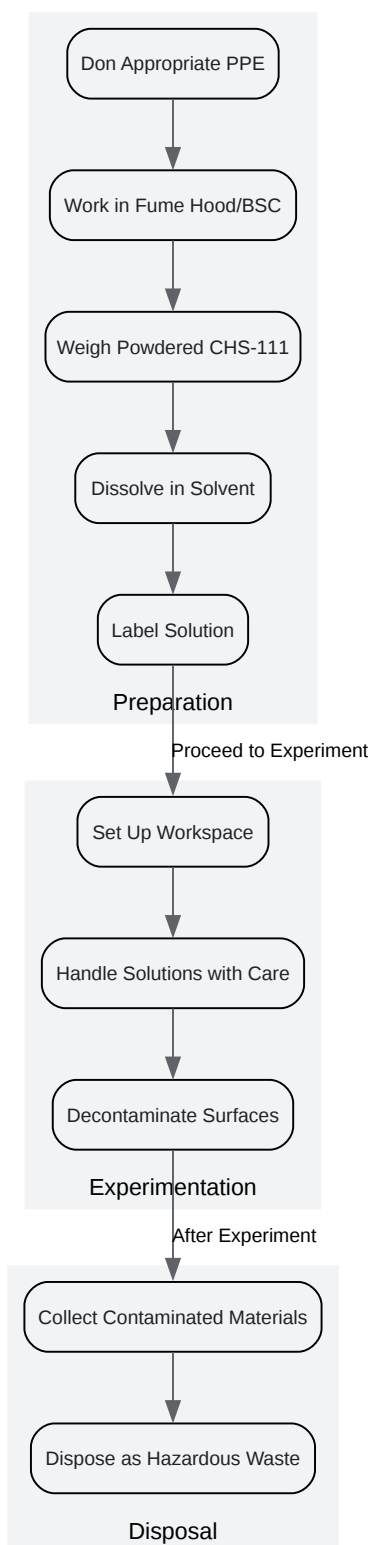 Don Appropriate PPE
Work in Fume Hood/BSC
Weigh Powdered CHS-111
Dissolve in Solvent
Label Solution
Preparation
Proceed to Experiment
Set Up Workspace
Handle Solutions with Care
Decontaminate Surfaces
Experimentation
After Experiment
Collect Contaminated Materials
Dispose as Hazardous Waste
Disposal